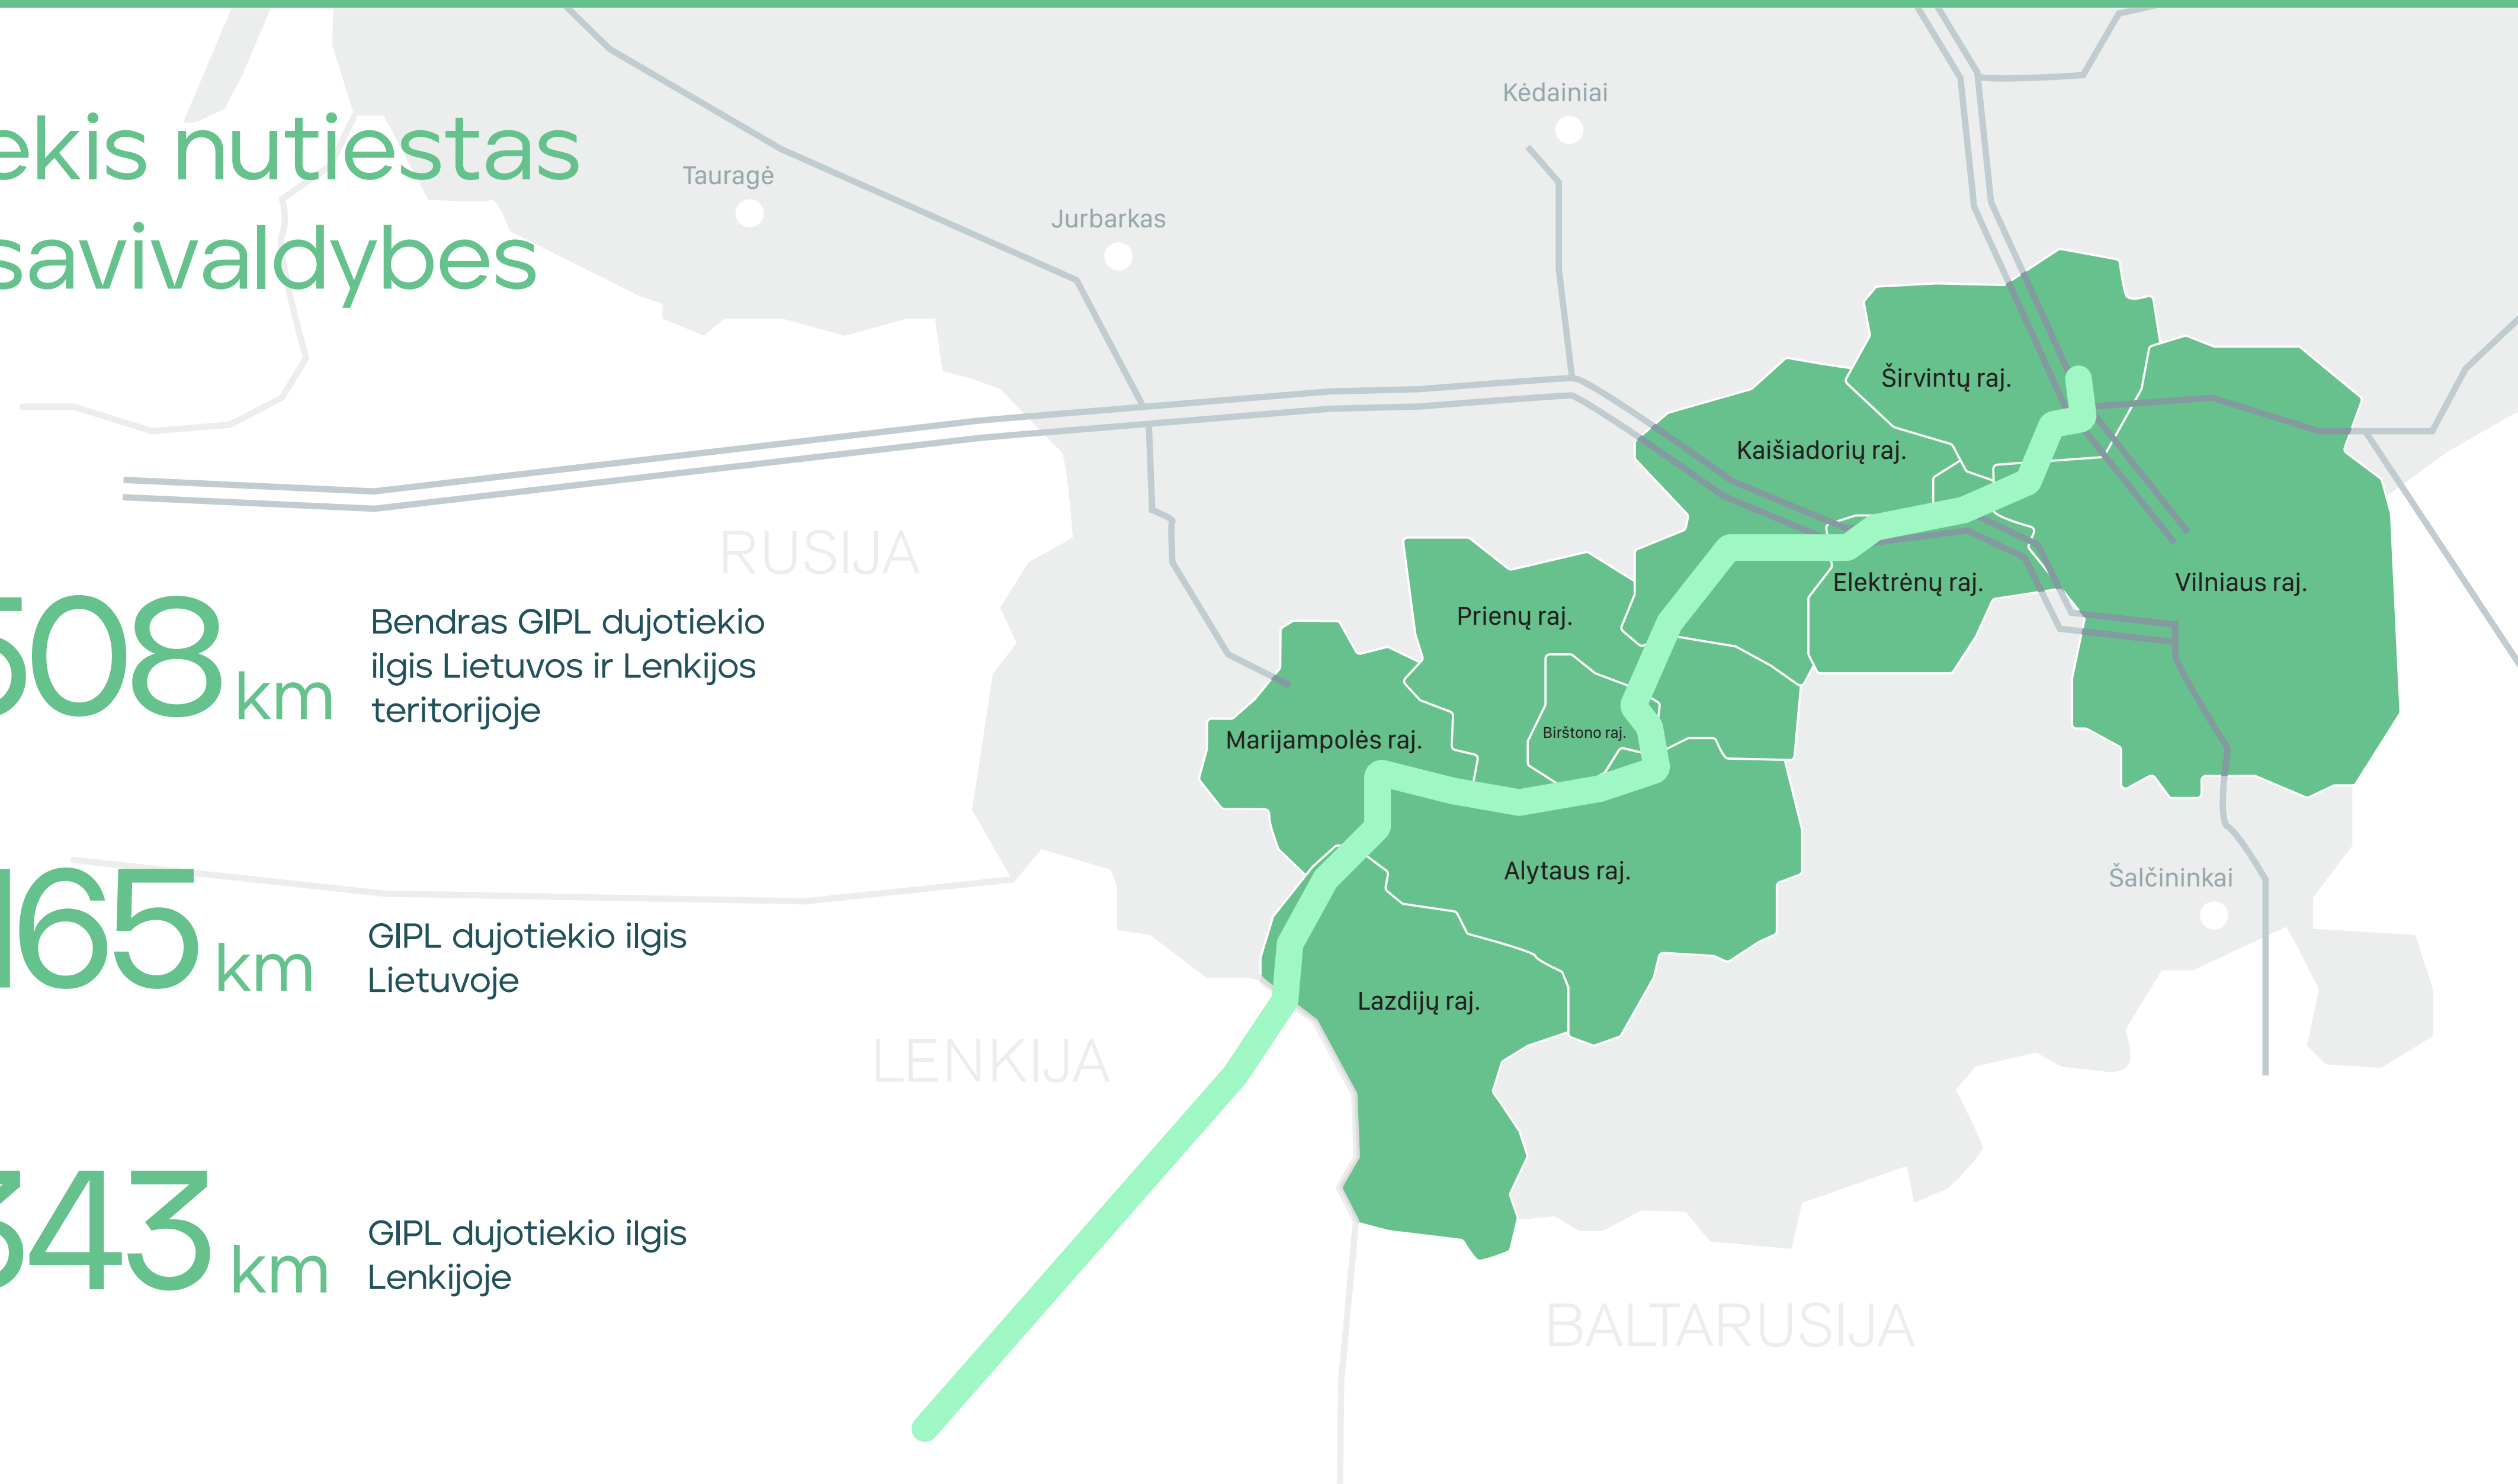 ekis nutiestas
savivaldybes
508 km
Bendras GIPL dujotiekio
ilgis Lietuvos ir Lenkijos
teritorijoje
165 km
GIPL dujotiekio ilgis
Lietuvoje
343 km
GIPL dujotiekio ilgis
Lenkijoje
Kėdainiai
Tauragė
Jurbarkas
Širvintų raj.
Kaišiadorių raj.
RUSIJA
Elektrėnų raj.
Vilniaus raj.
Prienų raj.
Birštono raj.
Marijampolės raj.
Alytaus raj.
Šalčininkai
Lazdijų raj.
LENKIJA
BALTARUSIJA